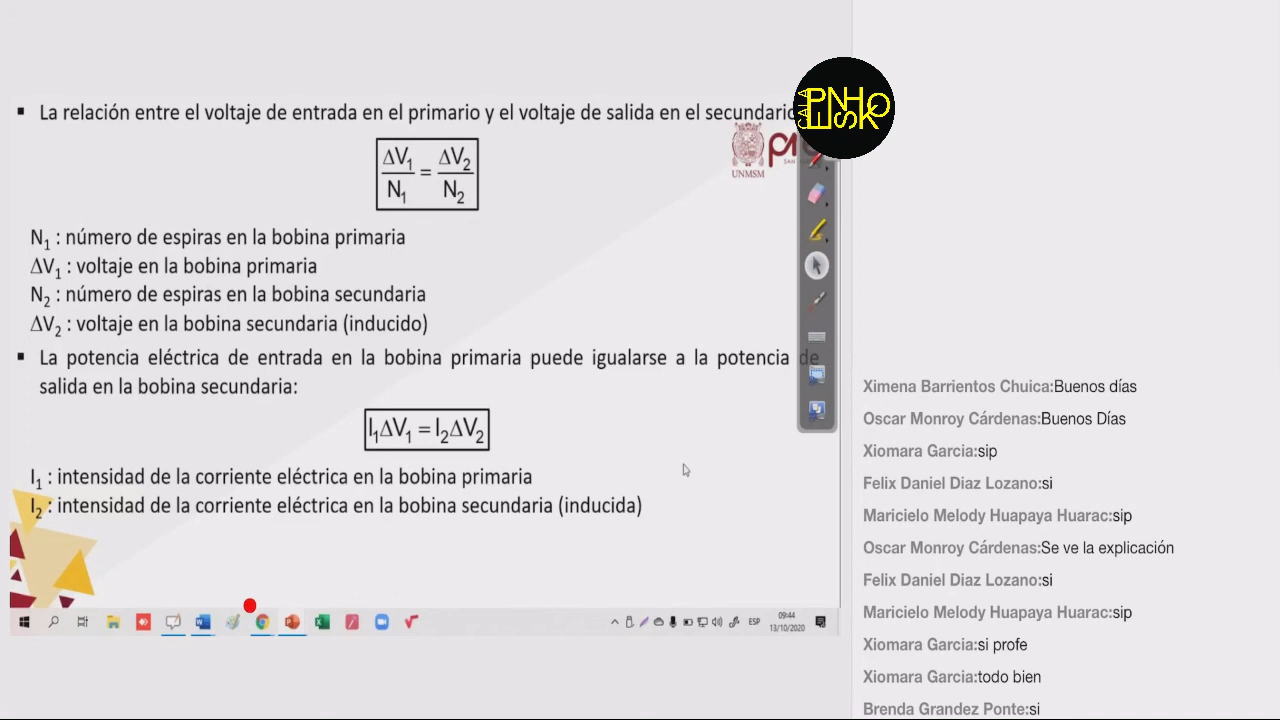 ▪ La relación entre el voltaje de entrada en el primario y el voltaje de salida en el secundario
ΔV₁/N₁ = ΔV₂/N₂
N₁ : número de espiras en la bobina primaria
ΔV₁ : voltaje en la bobina primaria
N₂ : número de espiras en la bobina secundaria
ΔV₂ : voltaje en la bobina secundaria (inducido)
▪ La potencia eléctrica de entrada en la bobina primaria puede igualarse a la potencia de
salida en la bobina secundaria:
I₁ΔV₁ = I₂ΔV₂
I₁ : intensidad de la corriente eléctrica en la bobina primaria
I₂ : intensidad de la corriente eléctrica en la bobina secundaria (inducida)
UNMSM
ESP
09:44
13/10/2020
Ximena Barrientos Chuica:Buenos días
Oscar Monroy Cárdenas:Buenos Días
Xiomara Garcia:sip
Felix Daniel Diaz Lozano:si
Maricielo Melody Huapaya Huarac:sip
Oscar Monroy Cárdenas:Se ve la explicación
Felix Daniel Diaz Lozano:si
Maricielo Melody Huapaya Huarac:sip
Xiomara Garcia:si profe
Xiomara Garcia:todo bien
Brenda Grandez Ponte:si